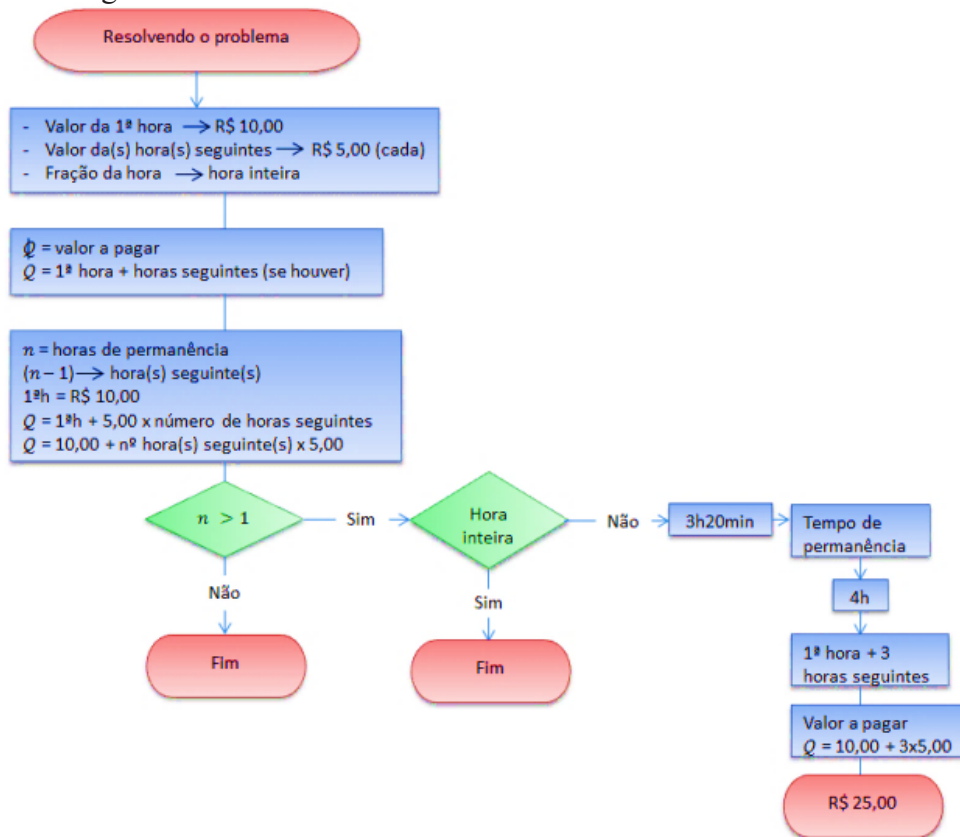 Resolvendo o problema
- Valor da 1ª hora → R$ 10,00
- Valor da(s) hora(s) seguintes → R$ 5,00 (cada)
- Fração da hora → hora inteira
Q = valor a pagar
Q = 1ª hora + horas seguintes (se houver)
n = horas de permanência
(n – 1) → hora(s) seguinte(s)
1ªh = R$ 10,00
Q = 1ªh + 5,00 x número de horas seguintes
Q = 10,00 + nº hora(s) seguinte(s) x 5,00
n > 1
Sim
Hora
inteira
Não
3h20min
Tempo de
permanência
Não
Sim
4h
Fim
Fim
1ª hora + 3
horas seguintes
Valor a pagar
Q = 10,00 + 3x5,00
R$ 25,00